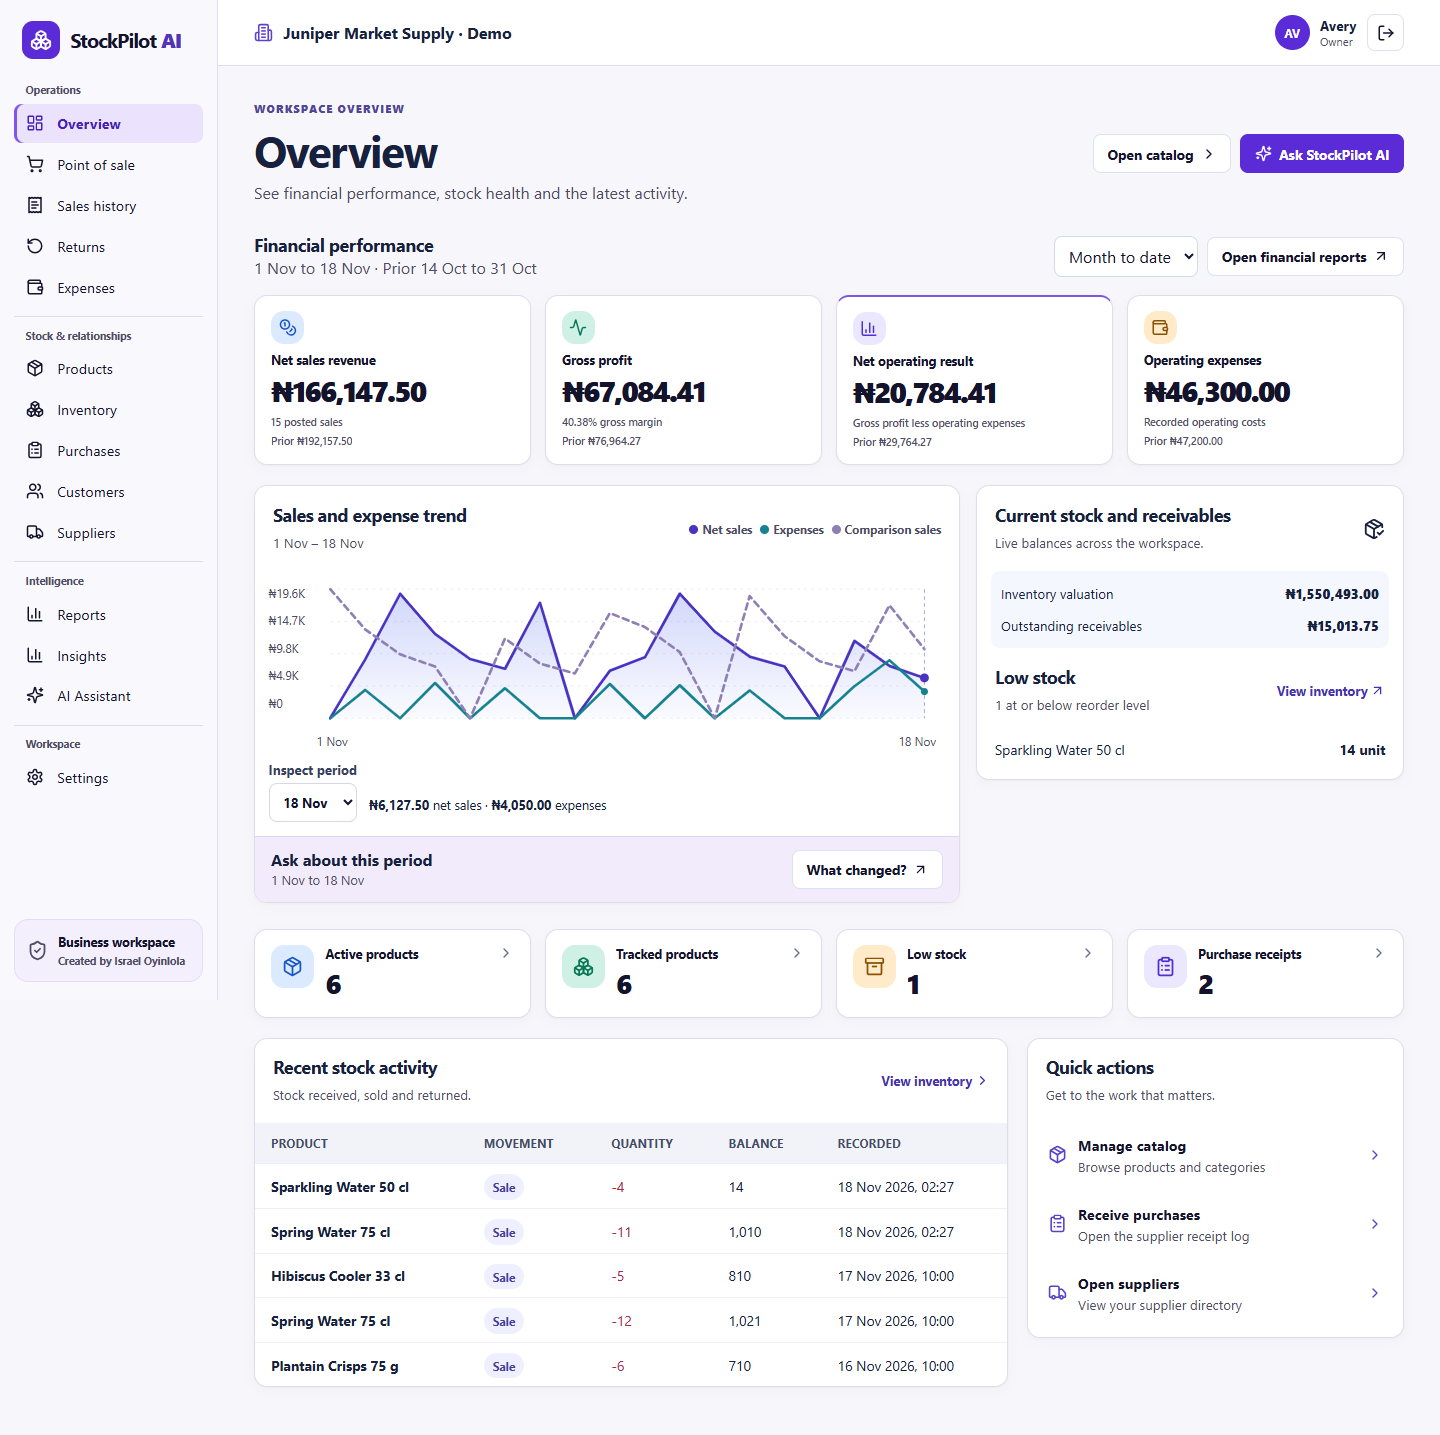 StockPilot AI
Operations
Overview
Point of sale
Sales history
Returns
Expenses
Stock & relationships
Products
Inventory
Purchases
Customers
Suppliers
Intelligence
Reports
Insights
AI Assistant
Workspace
Settings
Business workspace
Created by Israel Oyinlola
Juniper Market Supply · Demo
AV
Avery
Owner
WORKSPACE OVERVIEW
Overview
See financial performance, stock health and the latest activity.
Open catalog
Ask StockPilot AI
Financial performance
1 Nov to 18 Nov · Prior 14 Oct to 31 Oct
Month to date
Open financial reports
Net sales revenue
₦166,147.50
15 posted sales
Prior ₦192,157.50
Gross profit
₦67,084.41
40.38% gross margin
Prior ₦76,964.27
Net operating result
₦20,784.41
Gross profit less operating expenses
Prior ₦29,764.27
Operating expenses
₦46,300.00
Recorded operating costs
Prior ₦47,200.00
Sales and expense trend
1 Nov – 18 Nov
Net sales
Expenses
Comparison sales
₦19.6K
₦14.7K
₦9.8K
₦4.9K
₦0
1 Nov
18 Nov
Inspect period
18 Nov
₦6,127.50 net sales · ₦4,050.00 expenses
Ask about this period
1 Nov to 18 Nov
What changed?
Current stock and receivables
Live balances across the workspace.
Inventory valuation ₦1,550,493.00
Outstanding receivables ₦15,013.75
Low stock
1 at or below reorder level
View inventory
Sparkling Water 50 cl 14 unit
Active products
6
Tracked products
6
Low stock
1
Purchase receipts
2
Recent stock activity
Stock received, sold and returned.
View inventory
PRODUCT MOVEMENT QUANTITY BALANCE RECORDED
Sparkling Water 50 cl Sale -4 14 18 Nov 2026, 02:27
Spring Water 75 cl Sale -11 1,010 18 Nov 2026, 02:27
Hibiscus Cooler 33 cl Sale -5 810 17 Nov 2026, 10:00
Spring Water 75 cl Sale -12 1,021 17 Nov 2026, 10:00
Plantain Crisps 75 g Sale -6 710 16 Nov 2026, 10:00
Quick actions
Get to the work that matters.
Manage catalog
Browse products and categories
Receive purchases
Open the supplier receipt log
Open suppliers
View your supplier directory